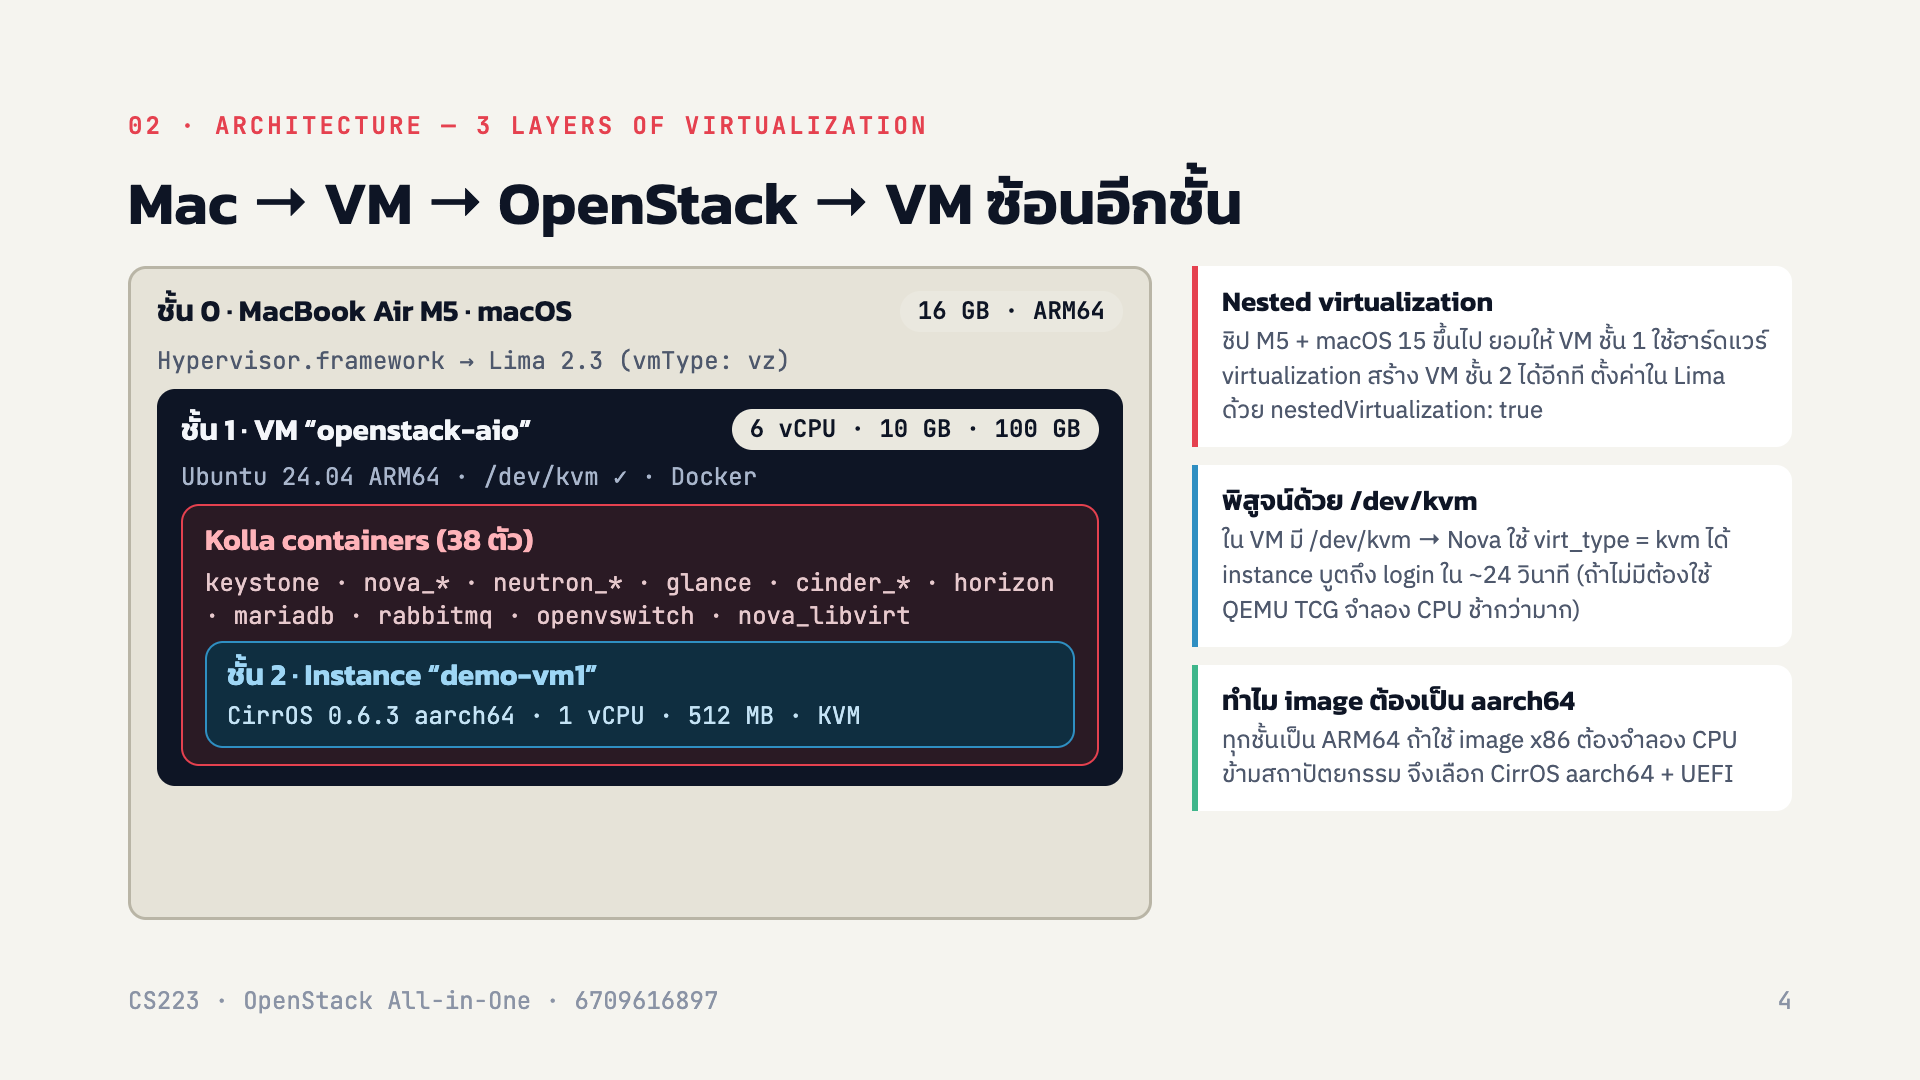 02 · ARCHITECTURE — 3 LAYERS OF VIRTUALIZATION
Mac → VM → OpenStack → VM ซ้อนอีกชั้น
ชั้น 0 · MacBook Air M5 · macOS
16 GB · ARM64
Hypervisor.framework → Lima 2.3 (vmType: vz)
ชั้น 1 · VM “openstack-aio”
6 vCPU · 10 GB · 100 GB
Ubuntu 24.04 ARM64 · /dev/kvm ✓ · Docker
Kolla containers (38 ตัว)
keystone · nova_* · neutron_* · glance · cinder_* · horizon
· mariadb · rabbitmq · openvswitch · nova_libvirt
ชั้น 2 · Instance “demo-vm1”
CirrOS 0.6.3 aarch64 · 1 vCPU · 512 MB · KVM
Nested virtualization
ชิป M5 + macOS 15 ขึ้นไป ยอมให้ VM ชั้น 1 ใช้ฮาร์ดแวร์
virtualization สร้าง VM ชั้น 2 ได้อีกที ตั้งค่าใน Lima
ด้วย nestedVirtualization: true
พิสูจน์ด้วย /dev/kvm
ใน VM มี /dev/kvm → Nova ใช้ virt_type = kvm ได้
instance บูตถึง login ใน ~24 วินาที (ถ้าไม่มีต้องใช้
QEMU TCG จำลอง CPU ช้ากว่ามาก)
ทำไม image ต้องเป็น aarch64
ทุกชั้นเป็น ARM64 ถ้าใช้ image x86 ต้องจำลอง CPU
ข้ามสถาปัตยกรรม จึงเลือก CirrOS aarch64 + UEFI
CS223 · OpenStack All-in-One · 6709616897
4